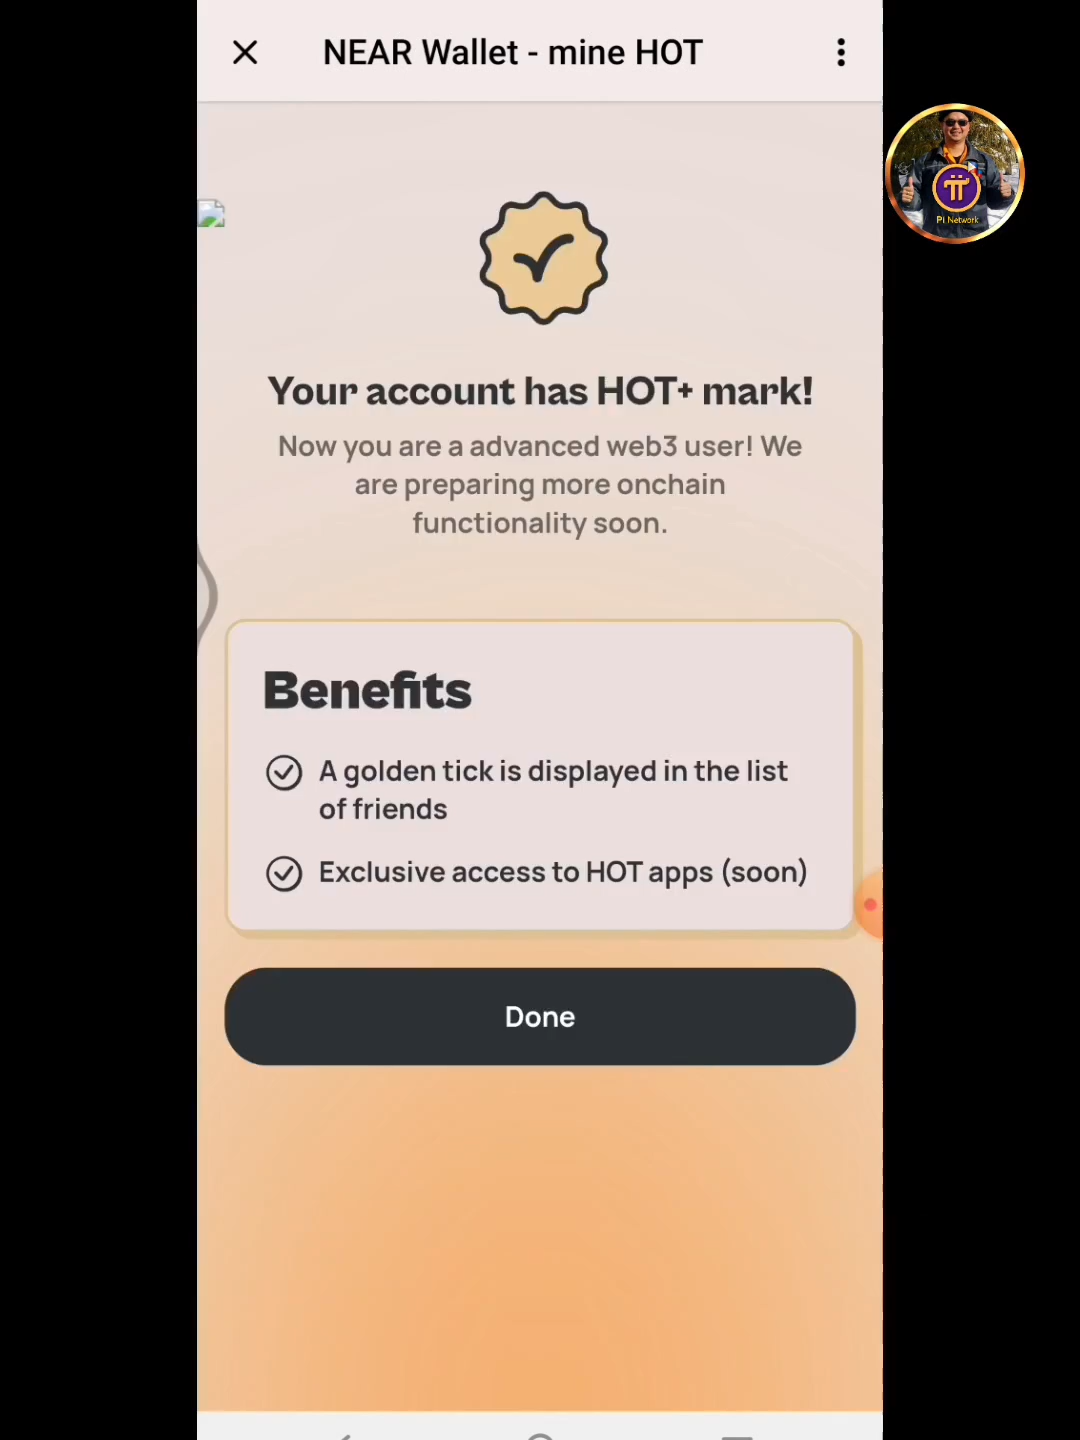 NEAR Wallet - mine HOT
Pi Network
Your account has HOT+ mark!
Now you are a advanced web3 user! We
are preparing more onchain
functionality soon.
Benefits
A golden tick is displayed in the list
of friends
Exclusive access to HOT apps (soon)
Done